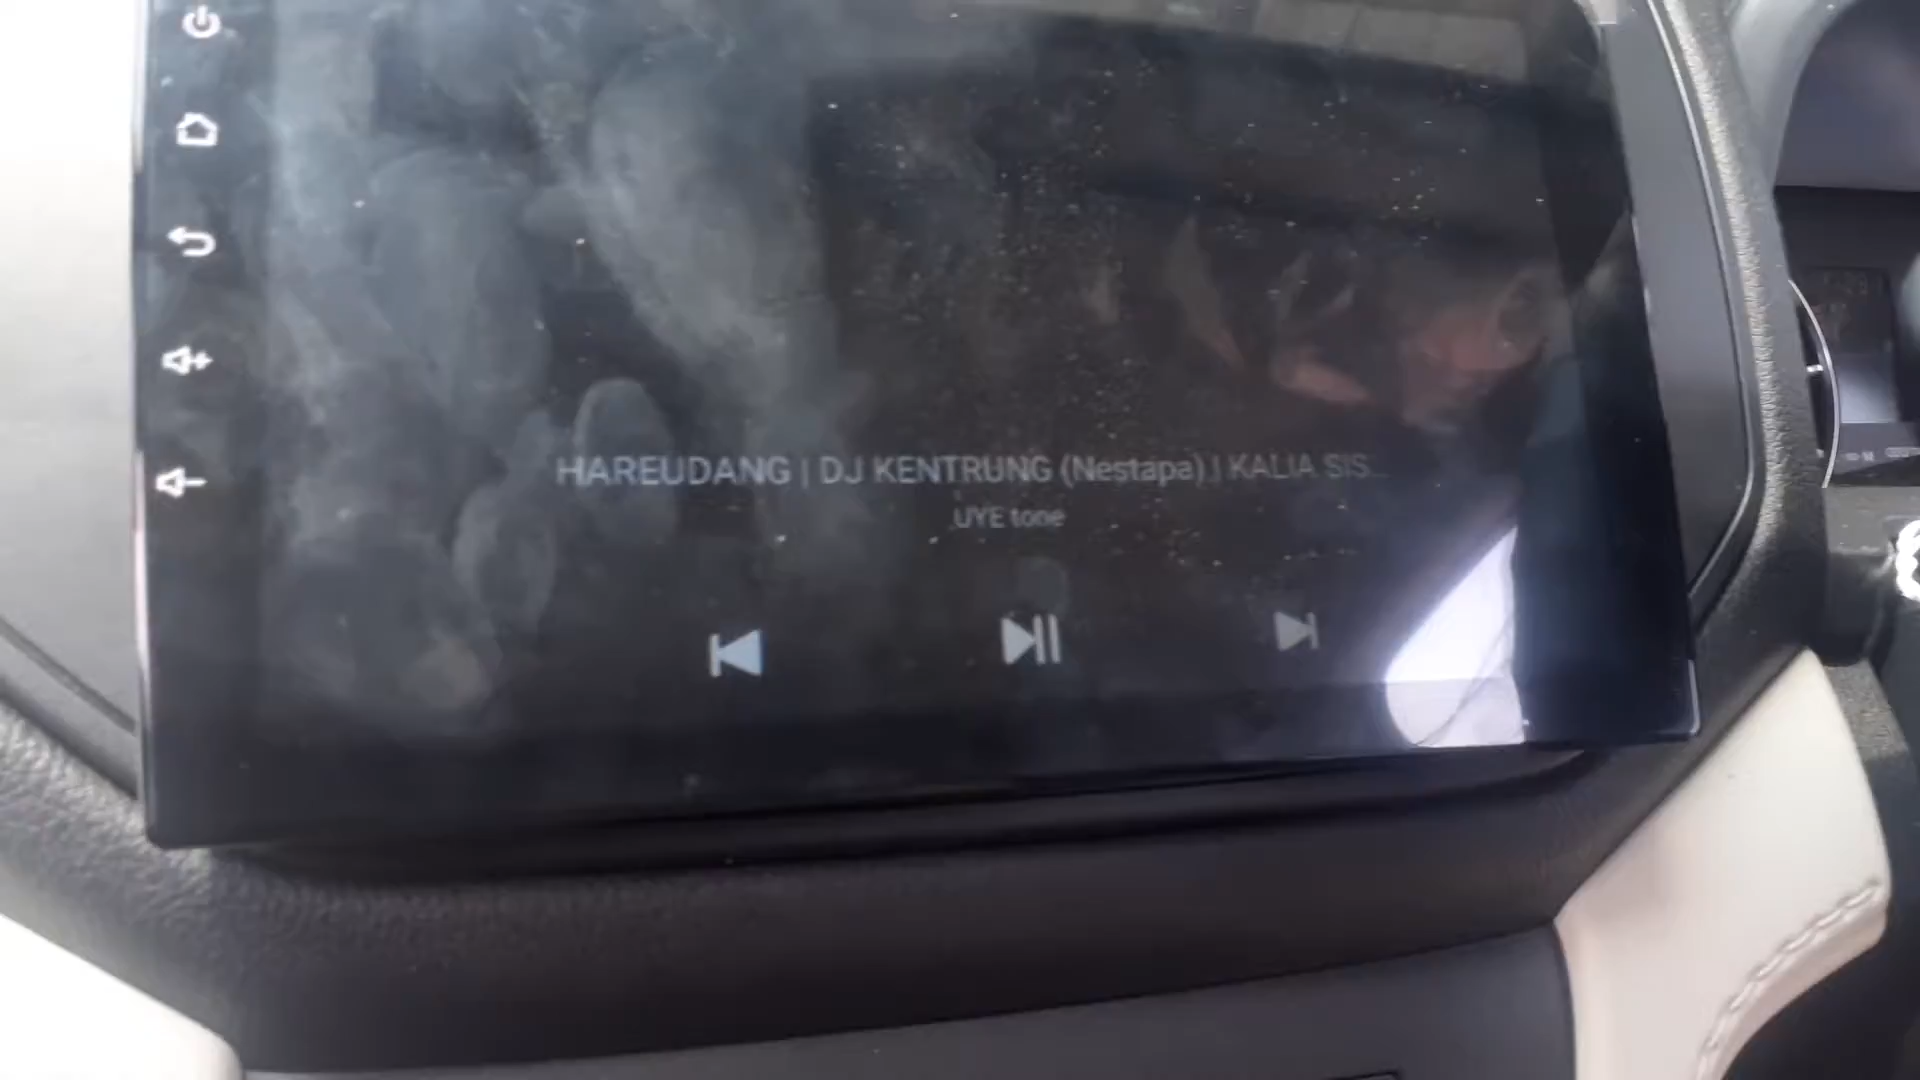 HAREUDANG | DJ KENTRUNG (Nestapa) | KALIA SIS...
UYE tone